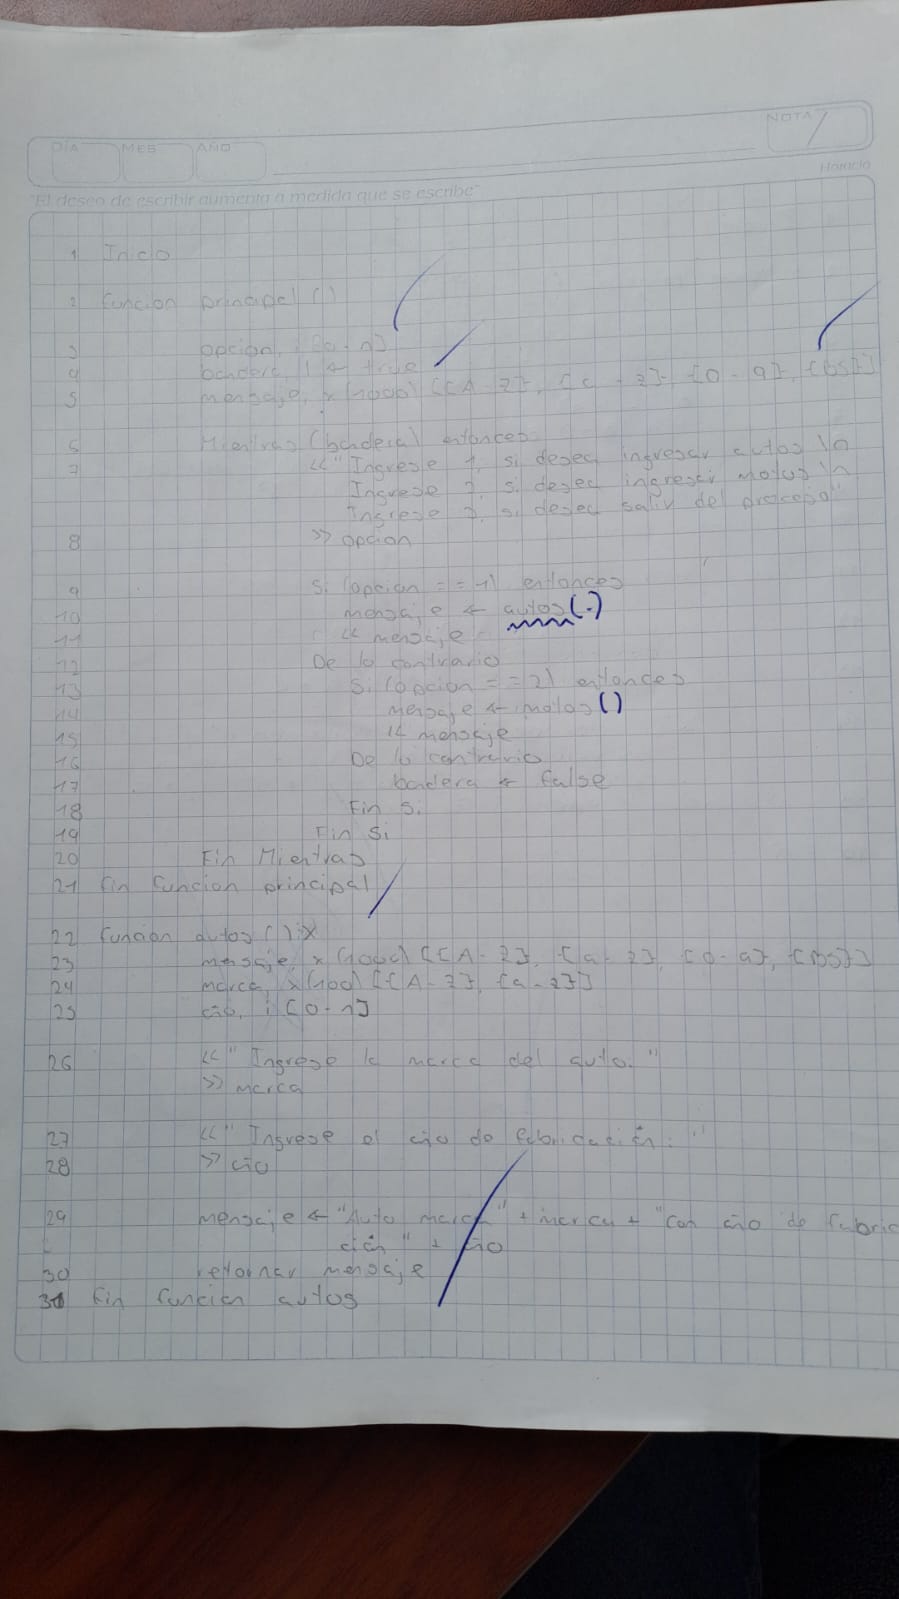 NOTA
DIA MES AÑO
Horacio
"El deseo de escribir aumenta a medida que se escribe"
1 Inicio
2 Funcion principal ()
3 opcion, [0-n]
4 bandera, l ← true
5 mensaje, x (1000) [{A-Z}, {a-z}, {0-9}, {bs}]
6 Mientras (bandera) entonces
7 << "Ingrese 1, si desea ingresar autos \n
Ingrese 2, si desea ingresar motos \n
Ingrese 3, si desea salir del proceso"
8 >> opcion
9 Si (opcion == 1) entonces
10 mensaje ← autos(.)
11 << mensaje
12 De lo contrario
13 Si (opcion == 2) entonces
14 mensaje ← motos()
15 << mensaje
16 De lo contrario
17 bandera ← false
18 Fin Si
19 Fin Si
20 Fin Mientras
21 Fin Funcion principal
22 Funcion autos () : x
23 mensaje, x (1000) [{A-Z}, {a-z}, {0-9}, {bs}]
24 marca, x(100) [{A-Z}, {a-z}]
25 año, i [0-n]
26 << "Ingrese la marca del auto: "
>> marca
27 << "Ingrese el año de fabricación: "
28 >> año
29 mensaje ← "Auto marca" + marca + "Con año de fabric
ción" + año
30 retornar mensaje
31 Fin Funcion autos